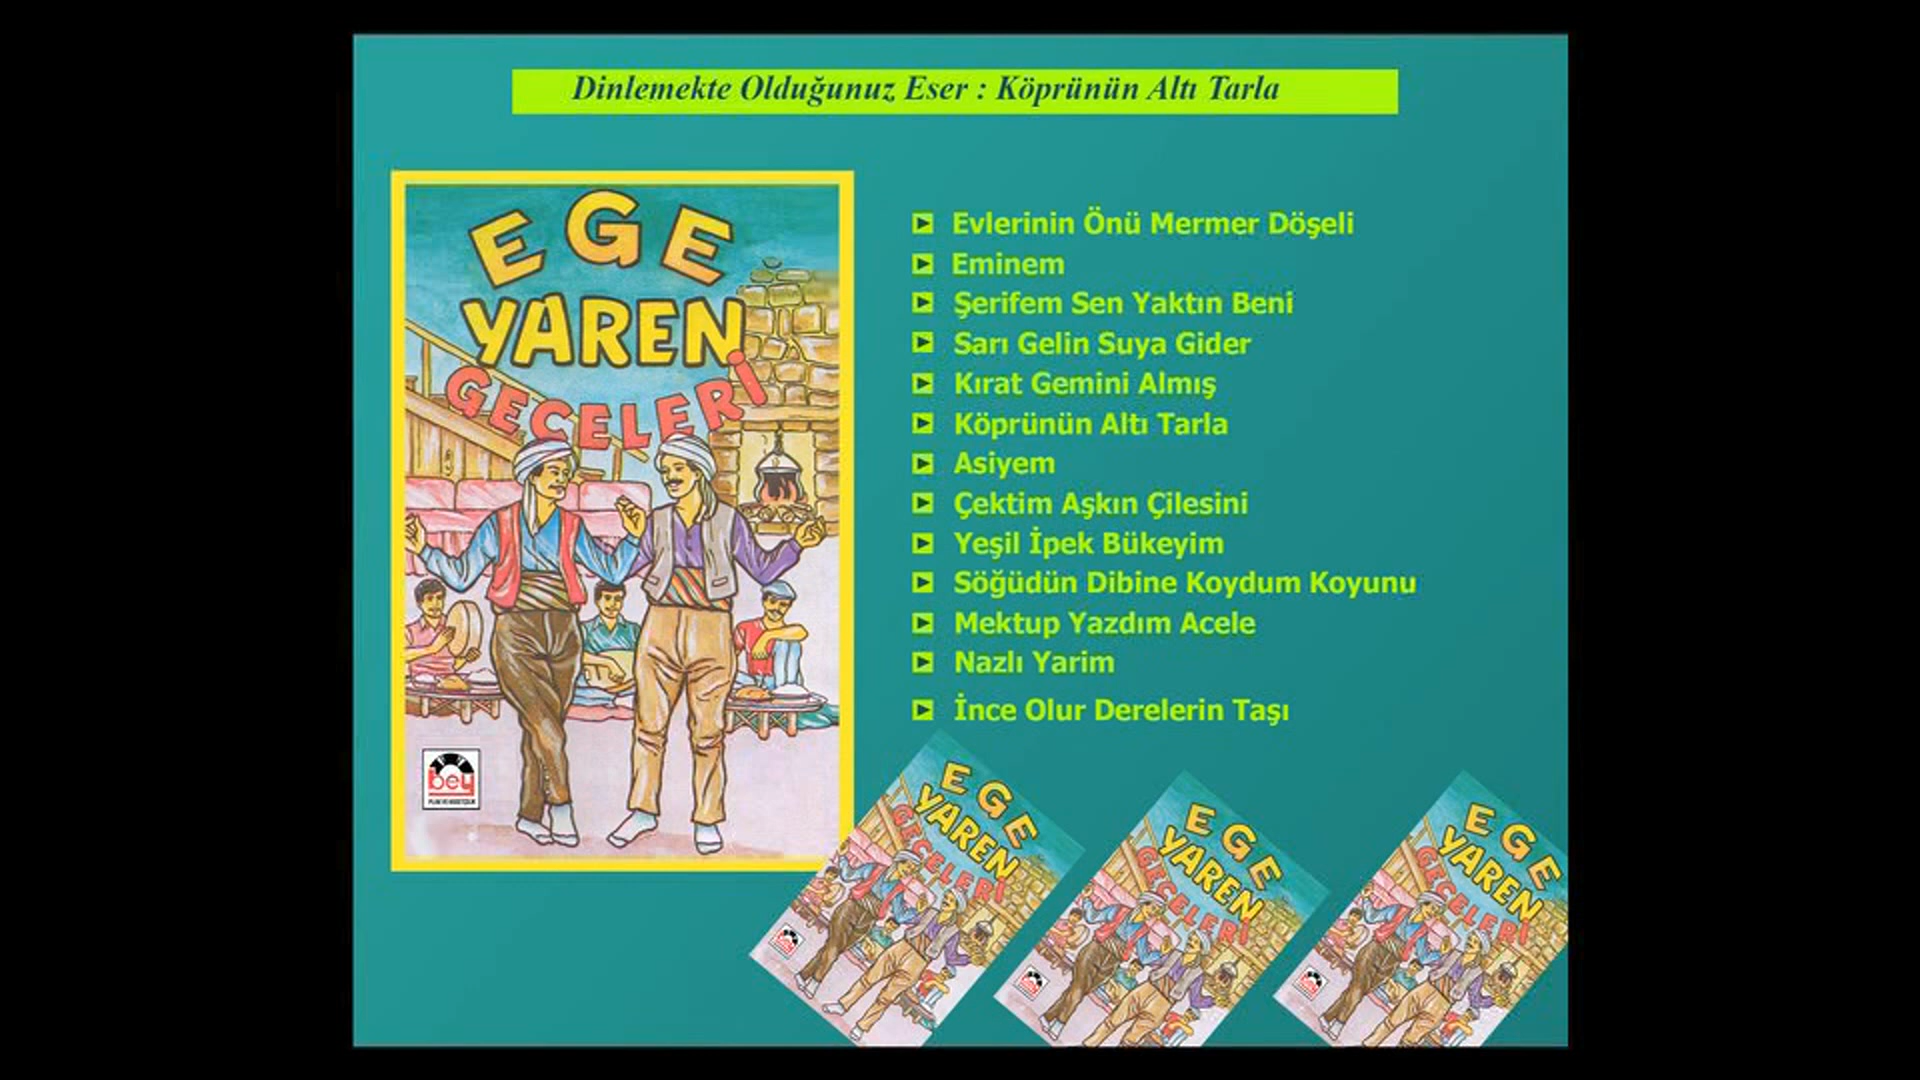 Dinlemekte Olduğunuz Eser : Köprünün Altı Tarla
EGE
YAREN
GECELERİ
bey
Evlerinin Önü Mermer Döşeli
Eminem
Şerifem Sen Yaktın Beni
Sarı Gelin Suya Gider
Kırat Gemini Almış
Köprünün Altı Tarla
Asiyem
Çektim Aşkın Çilesini
Yeşil İpek Bükeyim
Söğüdün Dibine Koydum Koyunu
Mektup Yazdım Acele
Nazlı Yarim
İnce Olur Derelerin Taşı
EGE
YAREN
GECELERİ
bey
EGE
YAREN
GECELERİ
bey
EGE
YAREN
GECELERİ
bey